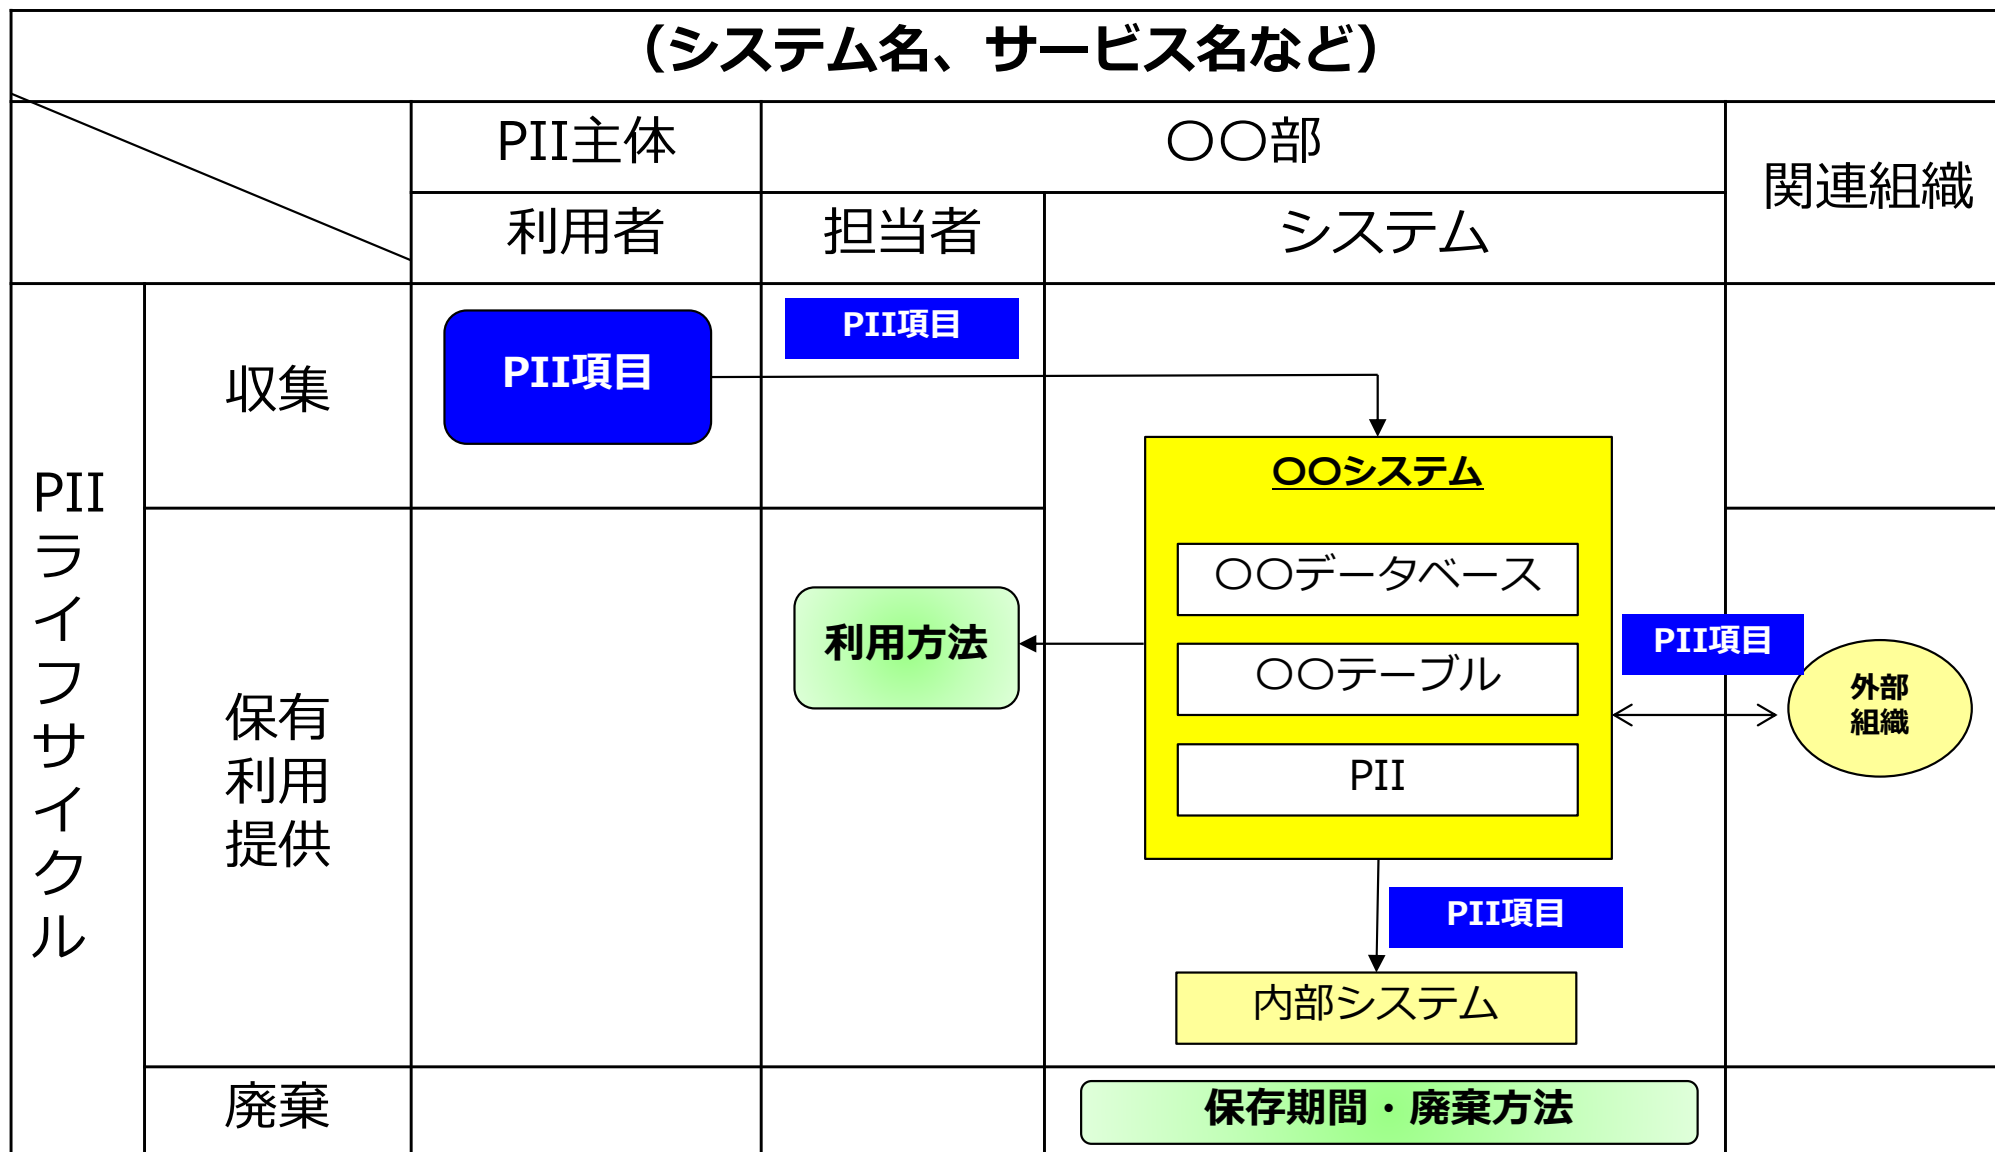 （システム名、サービス名など）
PII主体
〇〇部
関連組織
利用者
担当者
システム
PII
ラ
イ
フ
サ
イ
ク
ル
収集
PII項目
PII項目
〇〇システム
〇〇データベース
〇〇テーブル
PII
保有
利用
提供
利用方法
PII項目
外部
組織
PII項目
内部システム
廃棄
保存期間・廃棄方法